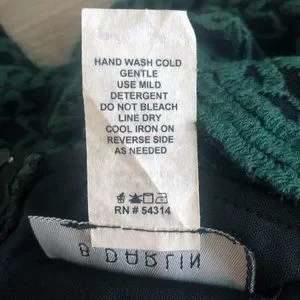 HAND WASH COLD
GENTLE
USE MILD
DETERGENT
DO NOT BLEACH
LINE DRY
COOL IRON ON
REVERSE SIDE
AS NEEDED
RN # 54314
B DARLIN